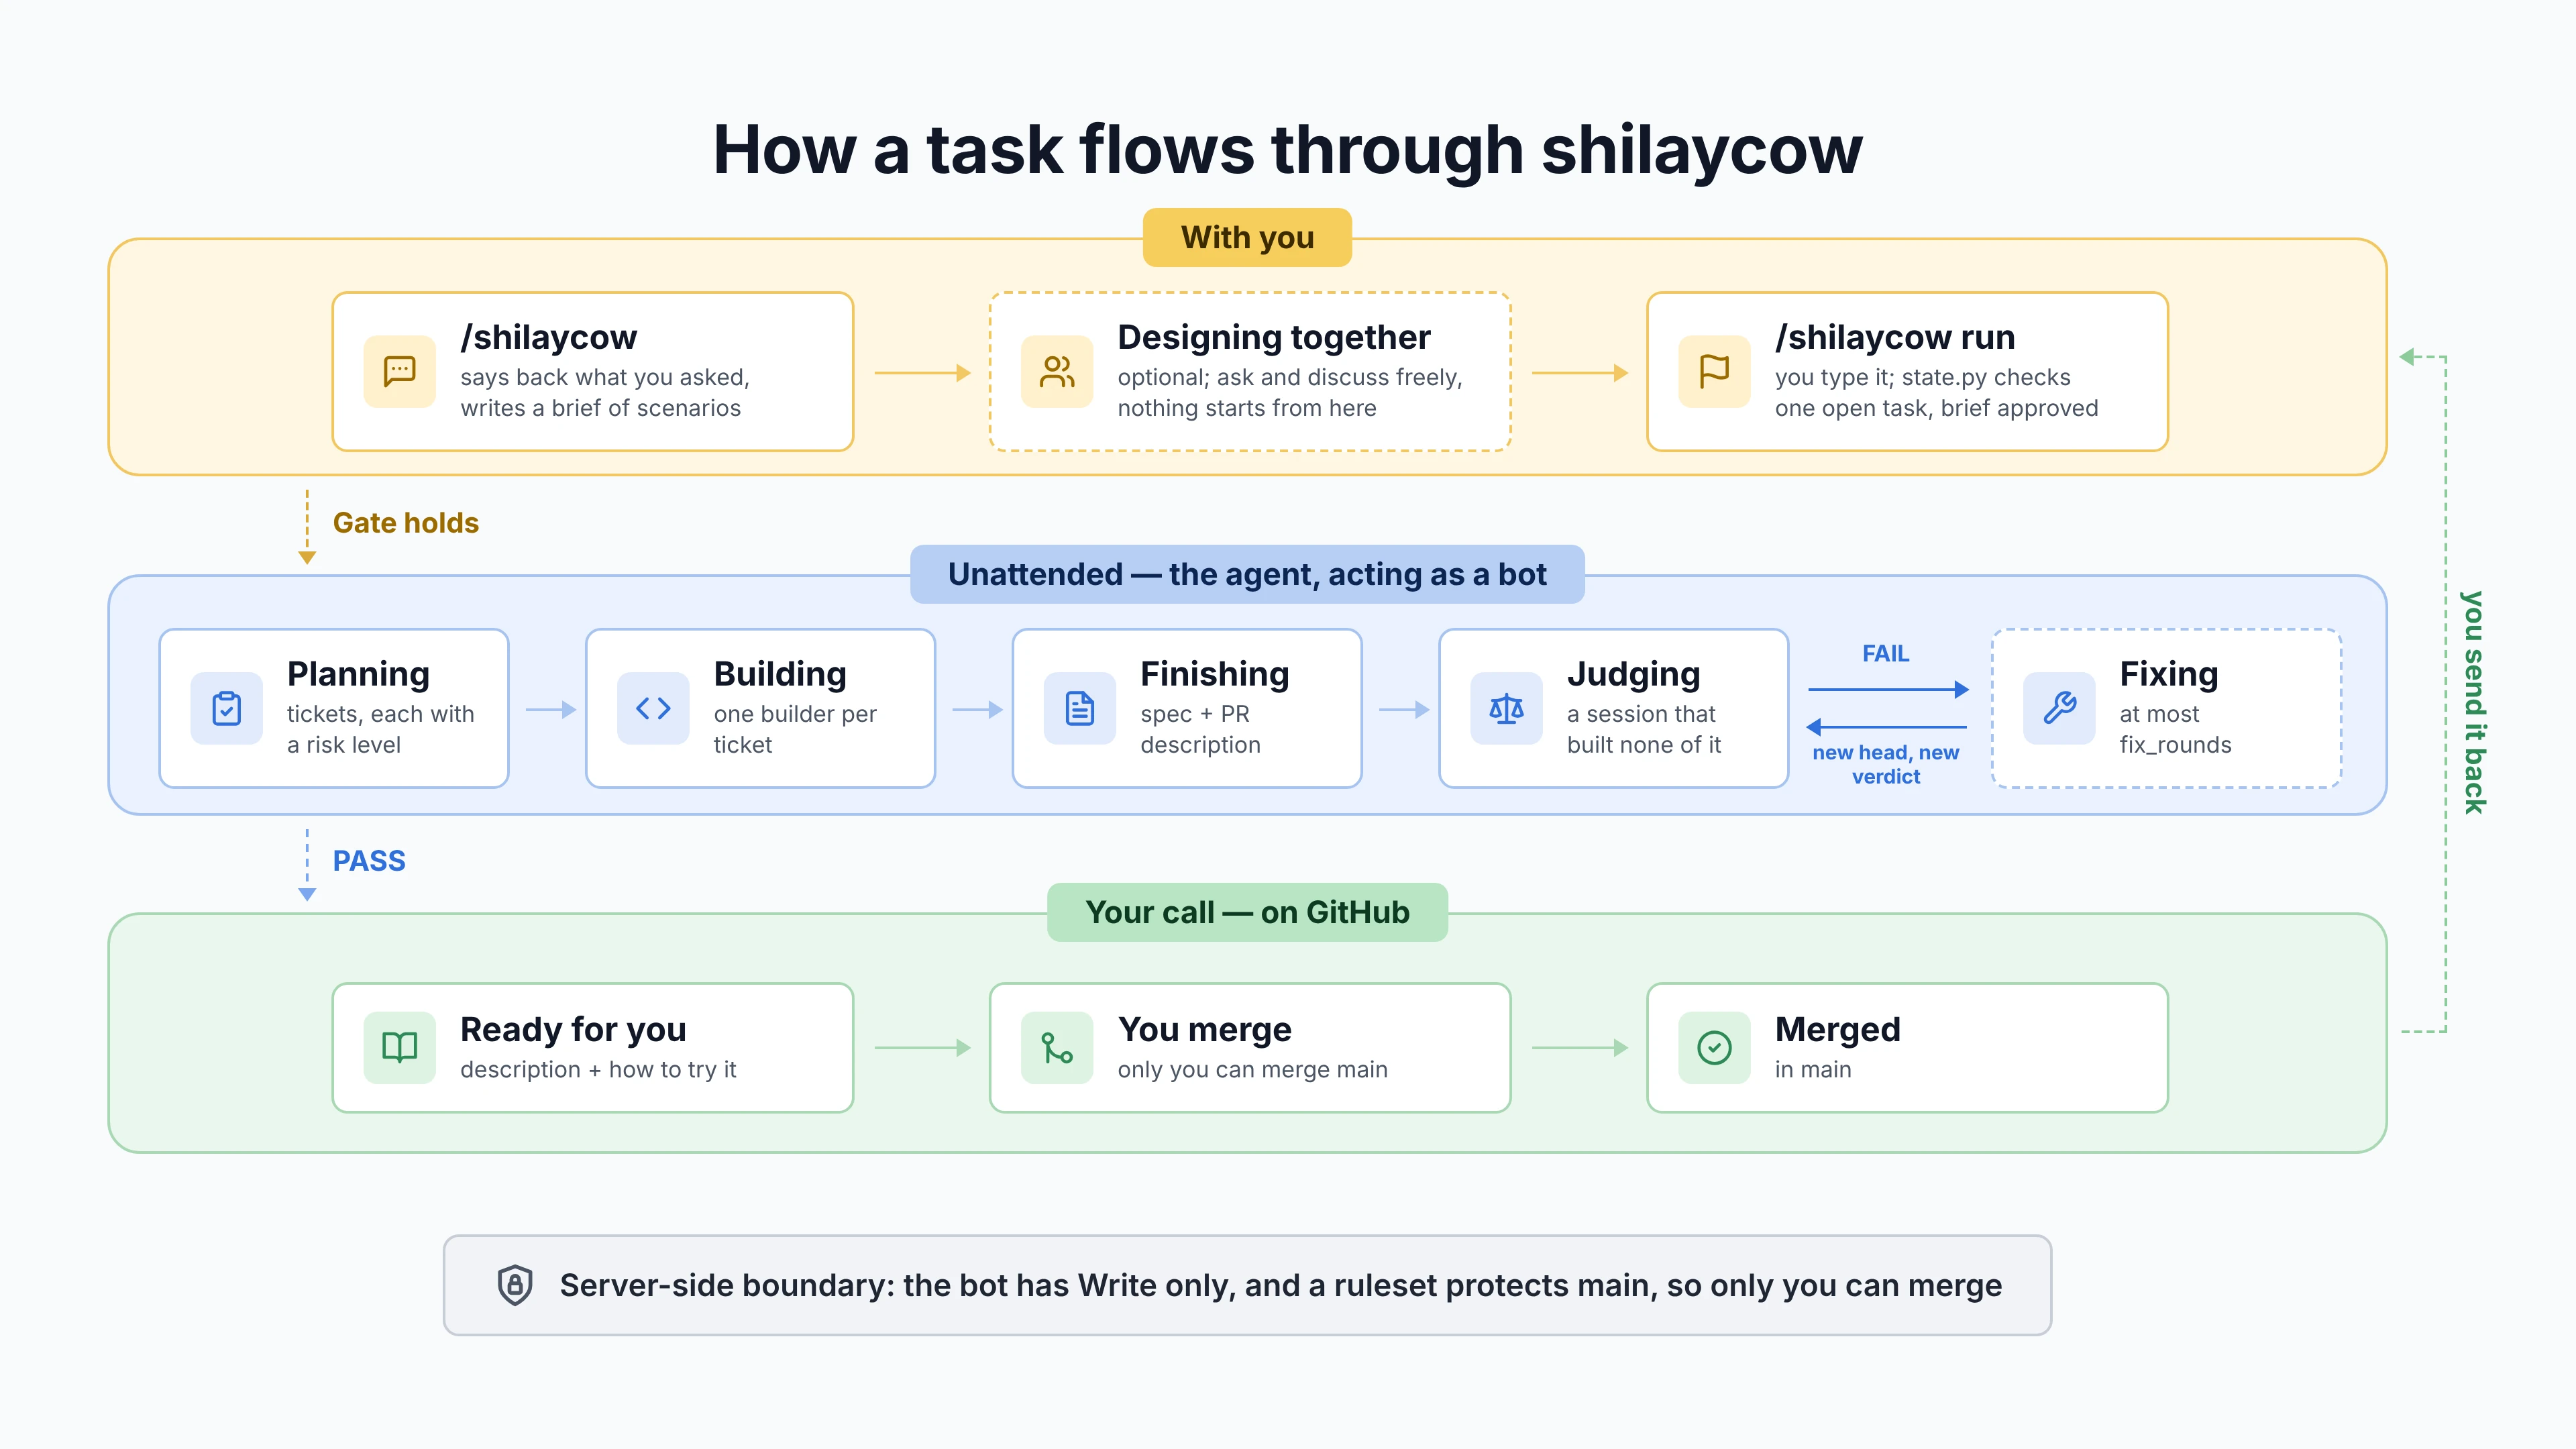 How a task flows through shilaycow
With you
/shilaycow
says back what you asked,
writes a brief of scenarios
Designing together
optional; ask and discuss freely,
nothing starts from here
/shilaycow run
you type it; state.py checks
one open task, brief approved
Gate holds
Unattended — the agent, acting as a bot
Planning
tickets, each with
a risk level
Building
one builder per
ticket
Finishing
spec + PR
description
Judging
a session that
built none of it
FAIL
new head, new
verdict
Fixing
at most
fix_rounds
you send it back
PASS
Your call — on GitHub
Ready for you
description + how to try it
You merge
only you can merge main
Merged
in main
Server-side boundary: the bot has Write only, and a ruleset protects main, so only you can merge